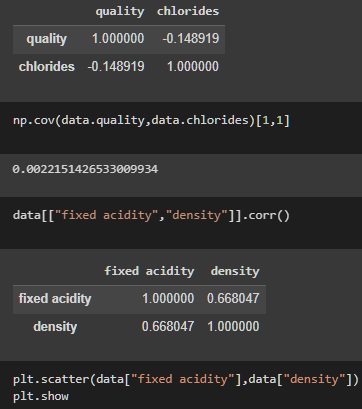 quality chlorides
quality 1.000000 -0.148919
chlorides -0.148919 1.000000
np.cov(data.quality,data.chlorides)[1,1]
0.0022151426533009934
data[["fixed acidity","density"]].corr()
fixed acidity density
fixed acidity 1.000000 0.668047
density 0.668047 1.000000
plt.scatter(data["fixed acidity"],data["density"])
plt.show